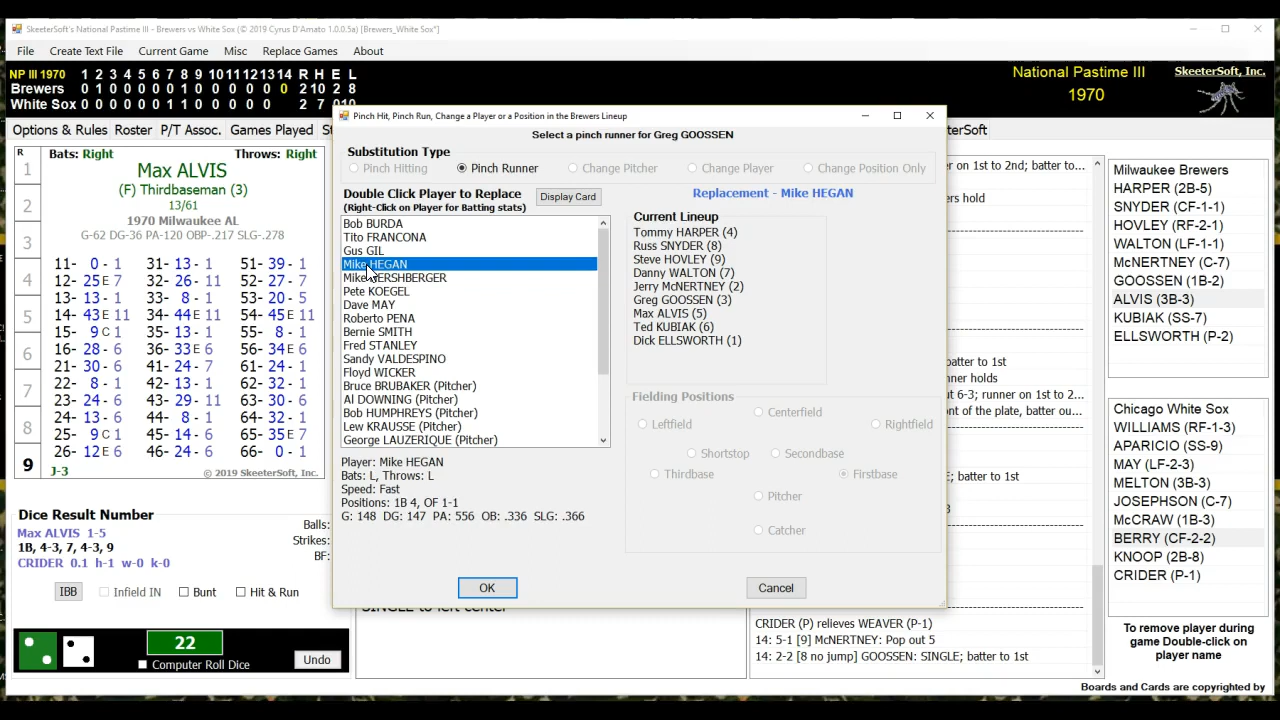 SkeeterSoft's National Pastime III - Brewers vs White Sox (© 2019 Cyrus D'Amato 1.0.0.5a) [Brewers_White Sox*]
File Create Text File Current Game Misc Replace Games About
NP III 1970 1 2 3 4 5 6 7 8 9 10 11 12 13 14 R H E L
Brewers 0 1 0 0 0 0 0 1 0 0 0 0 0 0 2 10 2 8
White Sox 0 0 0 0 0 0 1 1 0 0 0 0 0 2 7 0 10
National Pastime III
1970
SkeeterSoft, Inc.
Options & Rules Roster P/T Assoc. Games Played
R
1
2
3
4
5
6
7
8
9
Bats: Right Throws: Right
Max ALVIS
(F) Thirdbaseman (3)
13/61
1970 Milwaukee AL
G-62 DG-36 PA-120 OBP-.217 SLG-.278
11- 0 - 1 31- 13 - 1 51- 39 - 1
12- 25 E 7 32- 26 - 11 52- 27 - 7
13- 13 - 1 33- 8 - 1 53- 20 - 5
14- 43 E 11 34- 44 E 11 54- 45 E 11
15- 9 C 1 35- 13 - 1 55- 8 - 1
16- 28 - 6 36- 33 E 6 56- 34 E 6
21- 30 - 6 41- 24 - 7 61- 24 - 1
22- 8 - 1 42- 13 - 1 62- 32 - 1
23- 24 - 6 43- 29 - 11 63- 30 - 6
24- 13 - 6 44- 8 - 1 64- 13 - 6
25- 9 C 1 45- 14 - 6 65- 35 E 7
26- 12 E 6 46- 24 - 6 66- 0 - 1
J-3 © 2019 SkeeterSoft, Inc.
Dice Result Number
Max ALVIS 1-5
1B, 4-3, 7, 4-3, 9
CRIDER 0.1 h-1 w-0 k-0
Balls:
Strikes:
BF:
IBB Infield IN Bunt Hit & Run
22
Computer Roll Dice
Undo
Pinch Hit, Pinch Run, Change a Player or a Position in the Brewers Lineup
Select a pinch runner for Greg GOOSSEN
Substitution Type
Pinch Hitting Pinch Runner Change Pitcher Change Player Change Position Only
Double Click Player to Replace
(Right-Click on Player for Batting stats)
Display Card
Replacement - Mike HEGAN
Bob BURDA
Tito FRANCONA
Gus GIL
Mike HEGAN
Mike HERSHBERGER
Pete KOEGEL
Dave MAY
Roberto PENA
Bernie SMITH
Fred STANLEY
Sandy VALDESPINO
Floyd WICKER
Bruce BRUBAKER (Pitcher)
Al DOWNING (Pitcher)
Bob HUMPHREYS (Pitcher)
Lew KRAUSSE (Pitcher)
George LAUZERIQUE (Pitcher)
Current Lineup
Tommy HARPER (4)
Russ SNYDER (8)
Steve HOVLEY (9)
Danny WALTON (7)
Jerry McNERTNEY (2)
Greg GOOSSEN (3)
Max ALVIS (5)
Ted KUBIAK (6)
Dick ELLSWORTH (1)
Fielding Positions
Centerfield
Leftfield Rightfield
Shortstop Secondbase
Thirdbase Firstbase
Pitcher
Catcher
Player: Mike HEGAN
Bats: L, Throws: L
Speed: Fast
Positions: 1B 4, OF 1-1
G: 148 DG: 147 PA: 556 OB: .336 SLG: .366
OK Cancel
SINGLE to left center
on 1st to 2nd; batter to...
hold
batter to 1st
holds
6-3; runner on 1st to 2...
of the plate, batter ou...
batter to 1st
CRIDER (P) relieves WEAVER (P-1)
14: 5-1 [9] McNERTNEY: Pop out 5
14: 2-2 [8 no jump] GOOSSEN: SINGLE; batter to 1st
Milwaukee Brewers
HARPER (2B-5)
SNYDER (CF-1-1)
HOVLEY (RF-2-1)
WALTON (LF-1-1)
McNERTNEY (C-7)
GOOSSEN (1B-2)
ALVIS (3B-3)
KUBIAK (SS-7)
ELLSWORTH (P-2)
Chicago White Sox
WILLIAMS (RF-1-3)
APARICIO (SS-9)
MAY (LF-2-3)
MELTON (3B-3)
JOSEPHSON (C-7)
McCRAW (1B-3)
BERRY (CF-2-2)
KNOOP (2B-8)
CRIDER (P-1)
To remove player during
game Double-click on
player name
Boards and Cards are copyrighted by